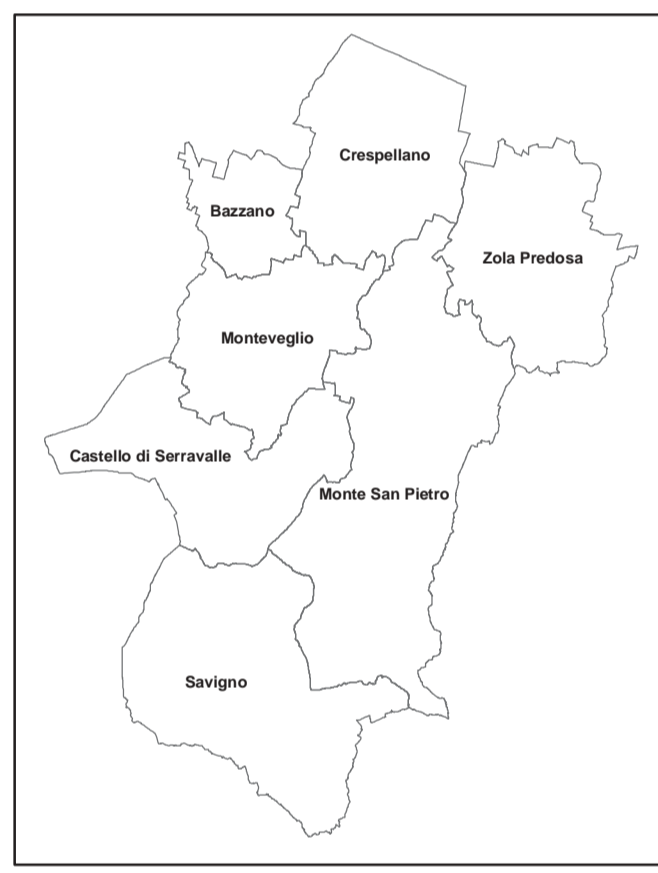 Crespellano
Bazzano
Zola Predosa
Monteveglio
Castello di Serravalle
Monte San Pietro
Savigno